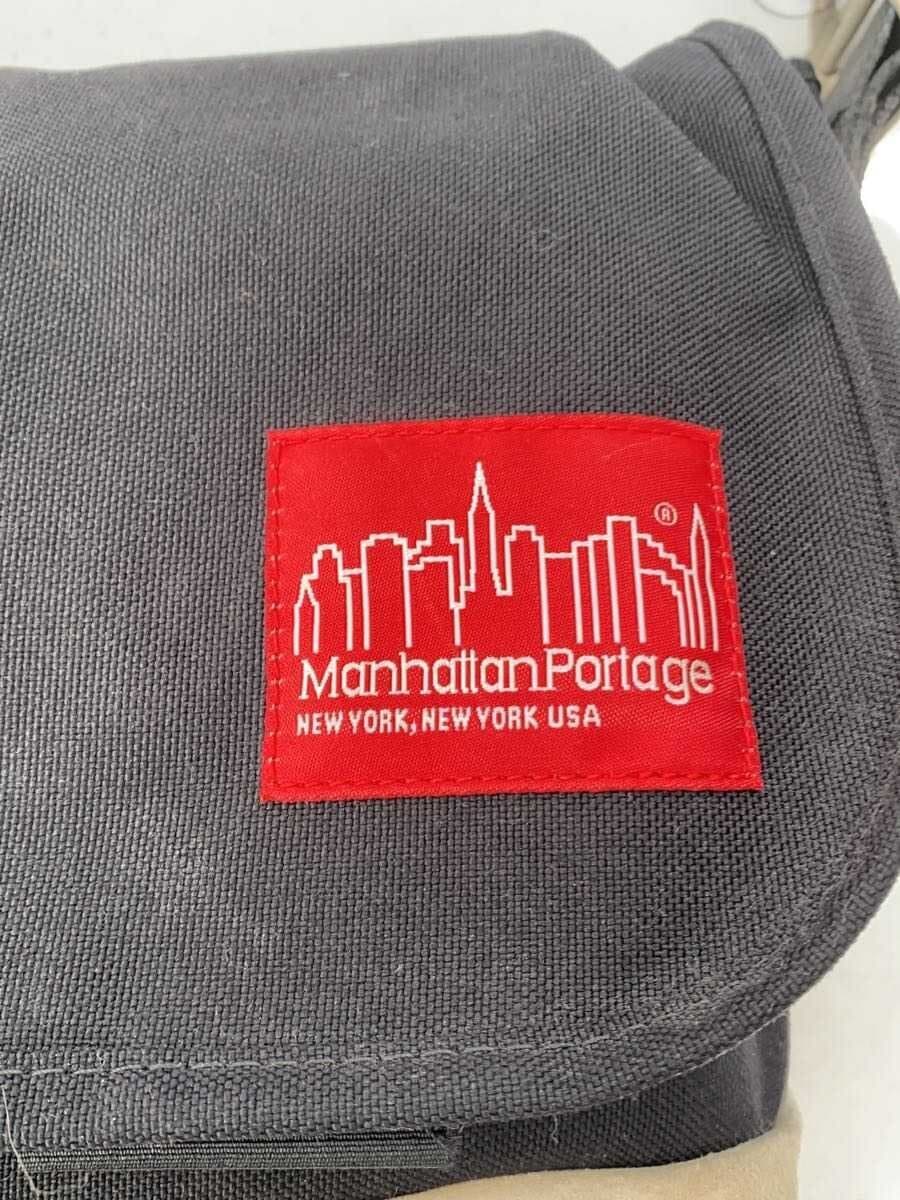 ®
ManhattanPortage
NEW YORK, NEW YORK USA